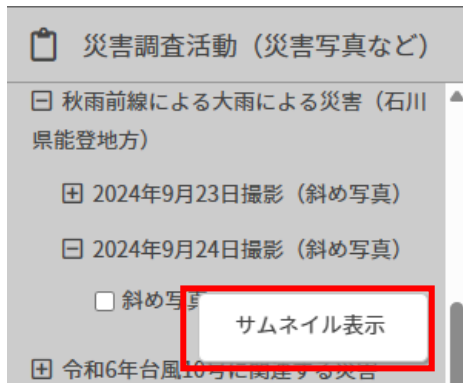 災害調査活動（災害写真など）
秋雨前線による大雨による災害（石川
県能登地方）
2024年9月23日撮影（斜め写真）
2024年9月24日撮影（斜め写真）
斜め写真
サムネイル表示
令和6年台風10号に関連する災害